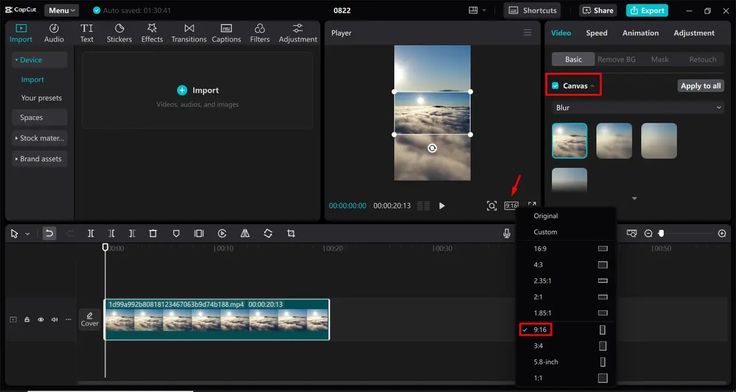 CapCut
Menu
Auto saved: 01:30:41
0822
Shortcuts
Share
Export
Import
Audio
Text
Stickers
Effects
Transitions
Captions
Filters
Adjustment
Device
Import
Your presets
Spaces
Stock mater...
Brand assets
Import
Videos, audios, and images
Player
00:00:00:00
00:00:20:13
9:16
Video
Speed
Animation
Adjustment
Basic
Remove BG
Mask
Retouch
Canvas
Apply to all
Blur
Original
Custom
16:9
4:3
2.35:1
2:1
1.85:1
9:16
3:4
5.8-inch
1:1
00:00
00:10
00:20
00:30
00:50
Cover
1d99a992b80818123467063b9d74b188.mp4 00:00:20:13